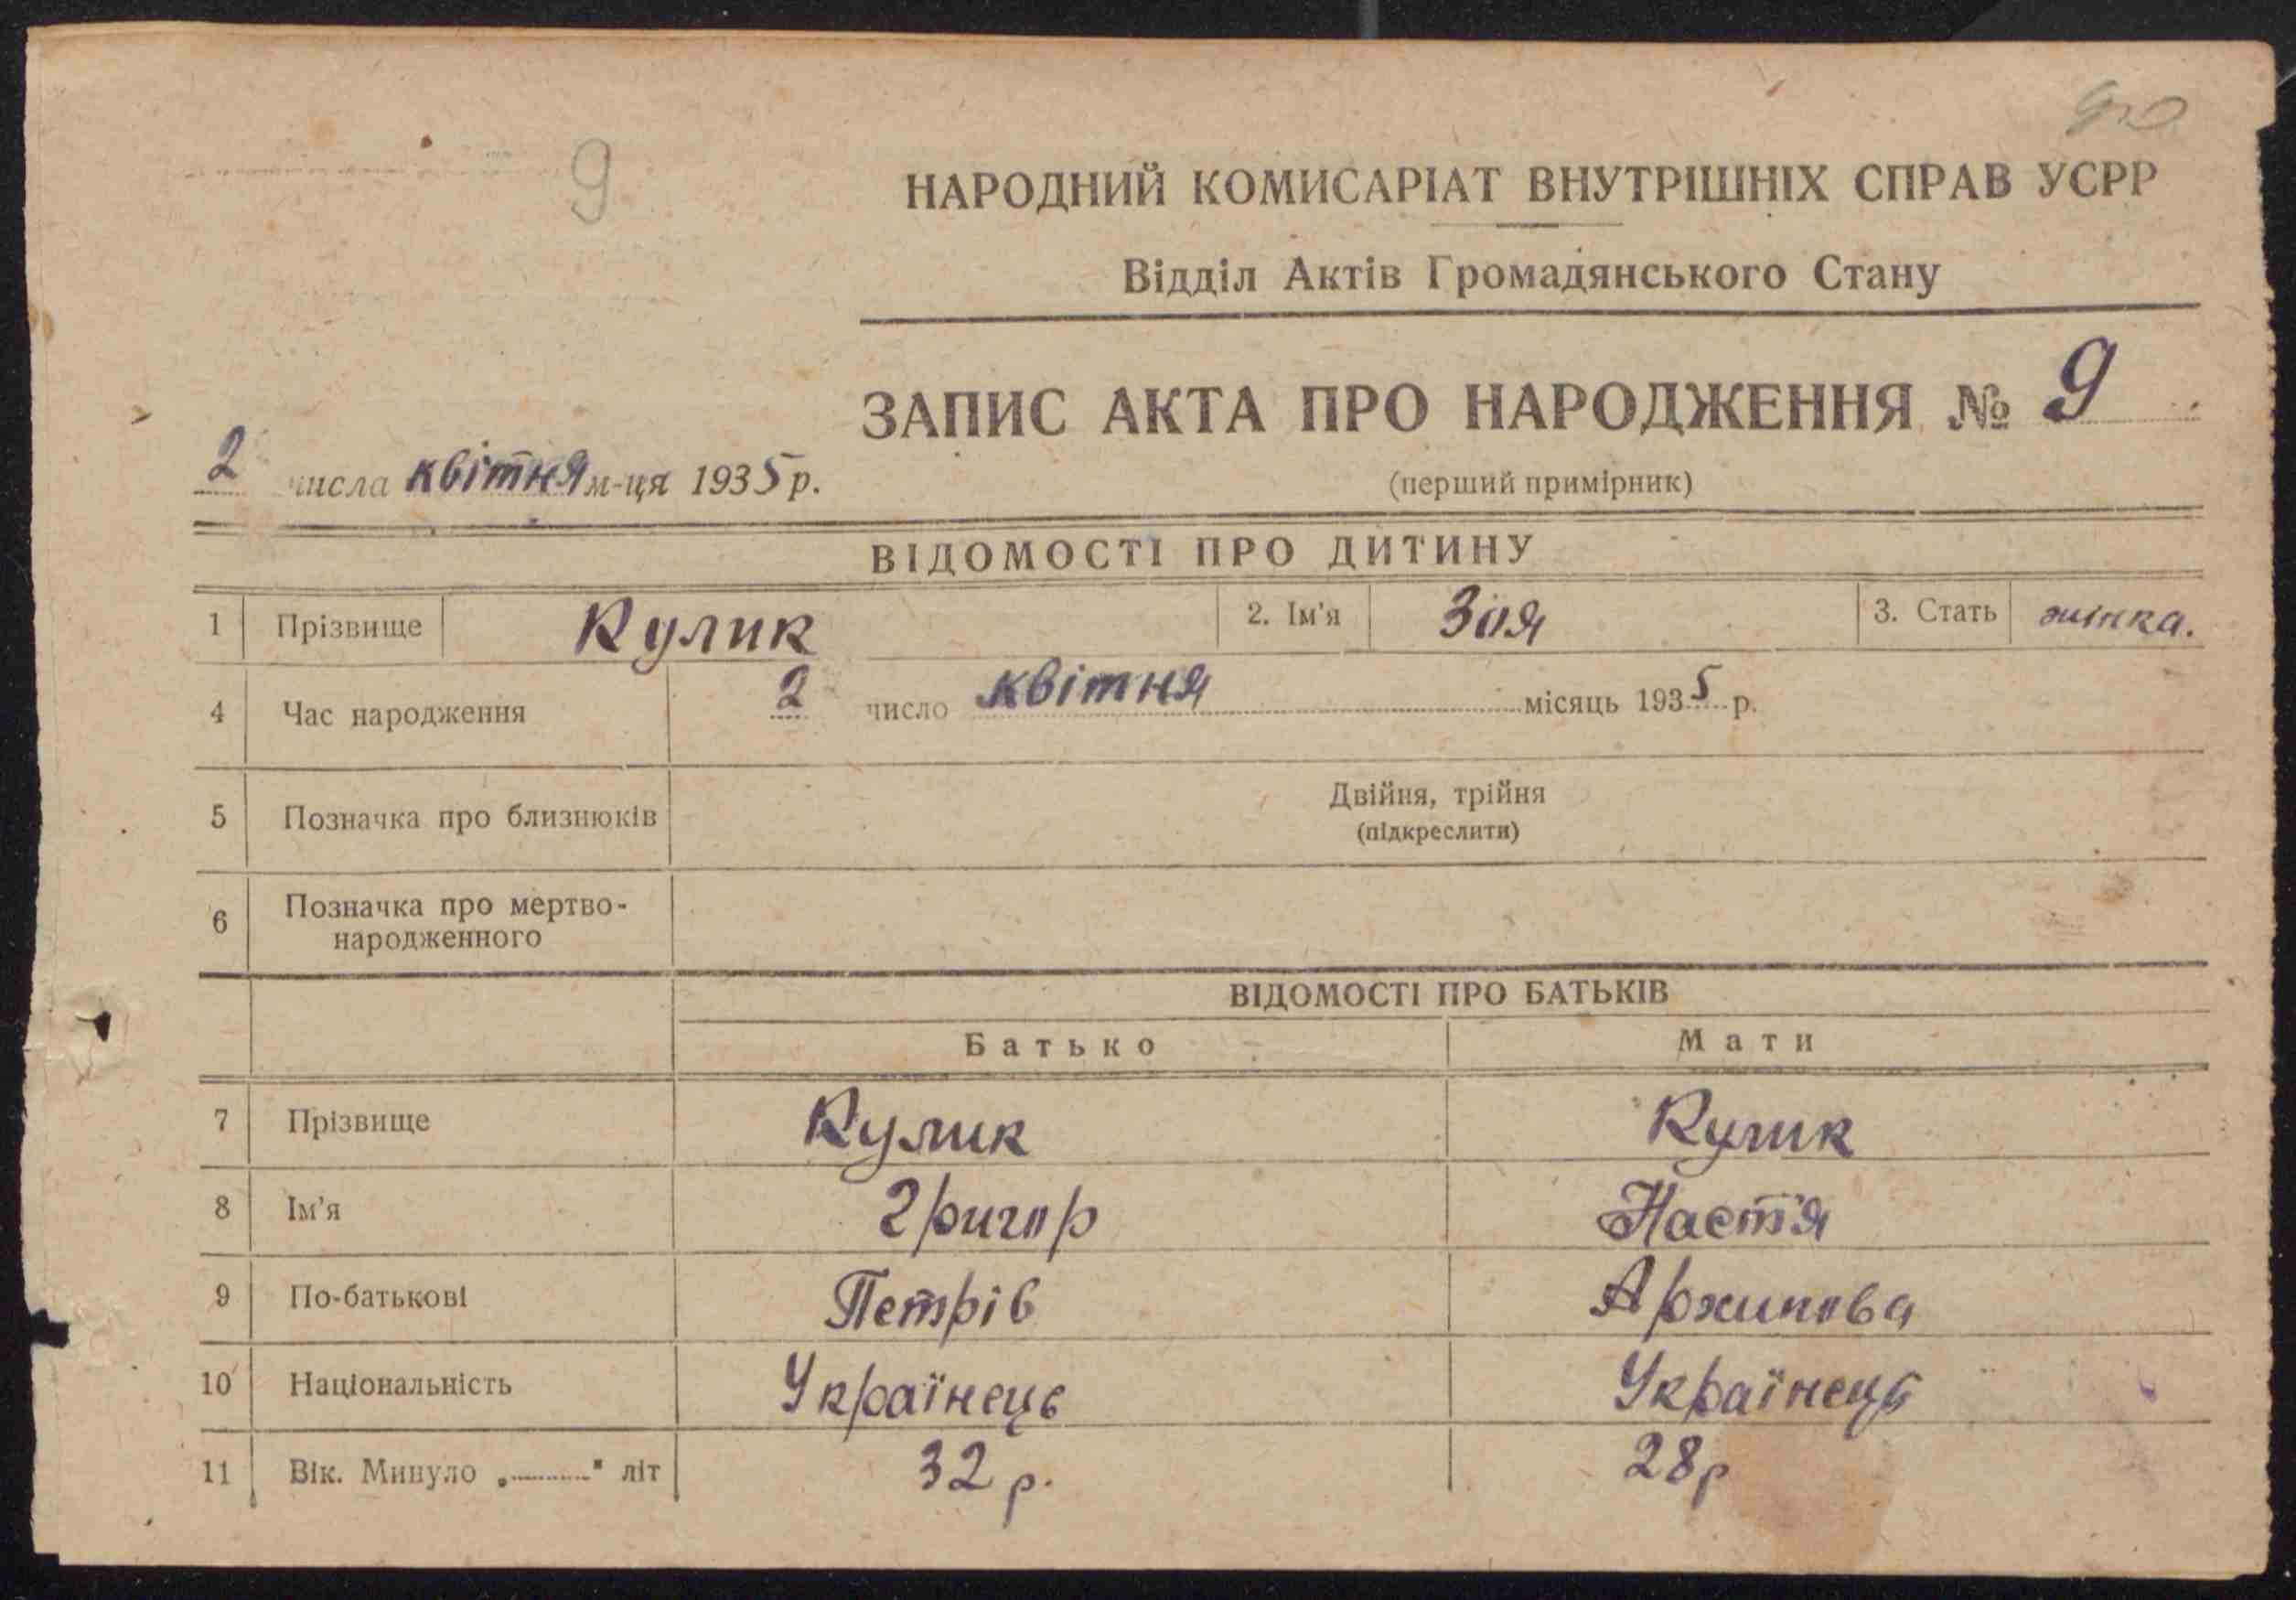 90
9
НАРОДНИЙ КОМИСАРІАТ ВНУТРІШНІХ СПРАВ УСРР
Відділ Актів Громадянського Стану
ЗАПИС АКТА ПРО НАРОДЖЕННЯ № 9
2 числа квітня м-ця 1935 р.
(перший примірник)
ВІДОМОСТІ ПРО ДИТИНУ
1 Прізвище Кулик 2. Ім'я Зоя 3. Стать жінка.
4 Час народження 2 число квітня місяць 1935 р.
5 Позначка про близнюків Двійня, трійня
(підкреслити)
6 Позначка про мертво-
народженного
ВІДОМОСТІ ПРО БАТЬКІВ
Батько Мати
7 Прізвище Кулик Кулик
8 Ім'я Григор Настя
9 По-батькові Петрів Архипова
10 Національність Українець Українець
11 Вік. Минуло „......" літ 32 р. 28 р